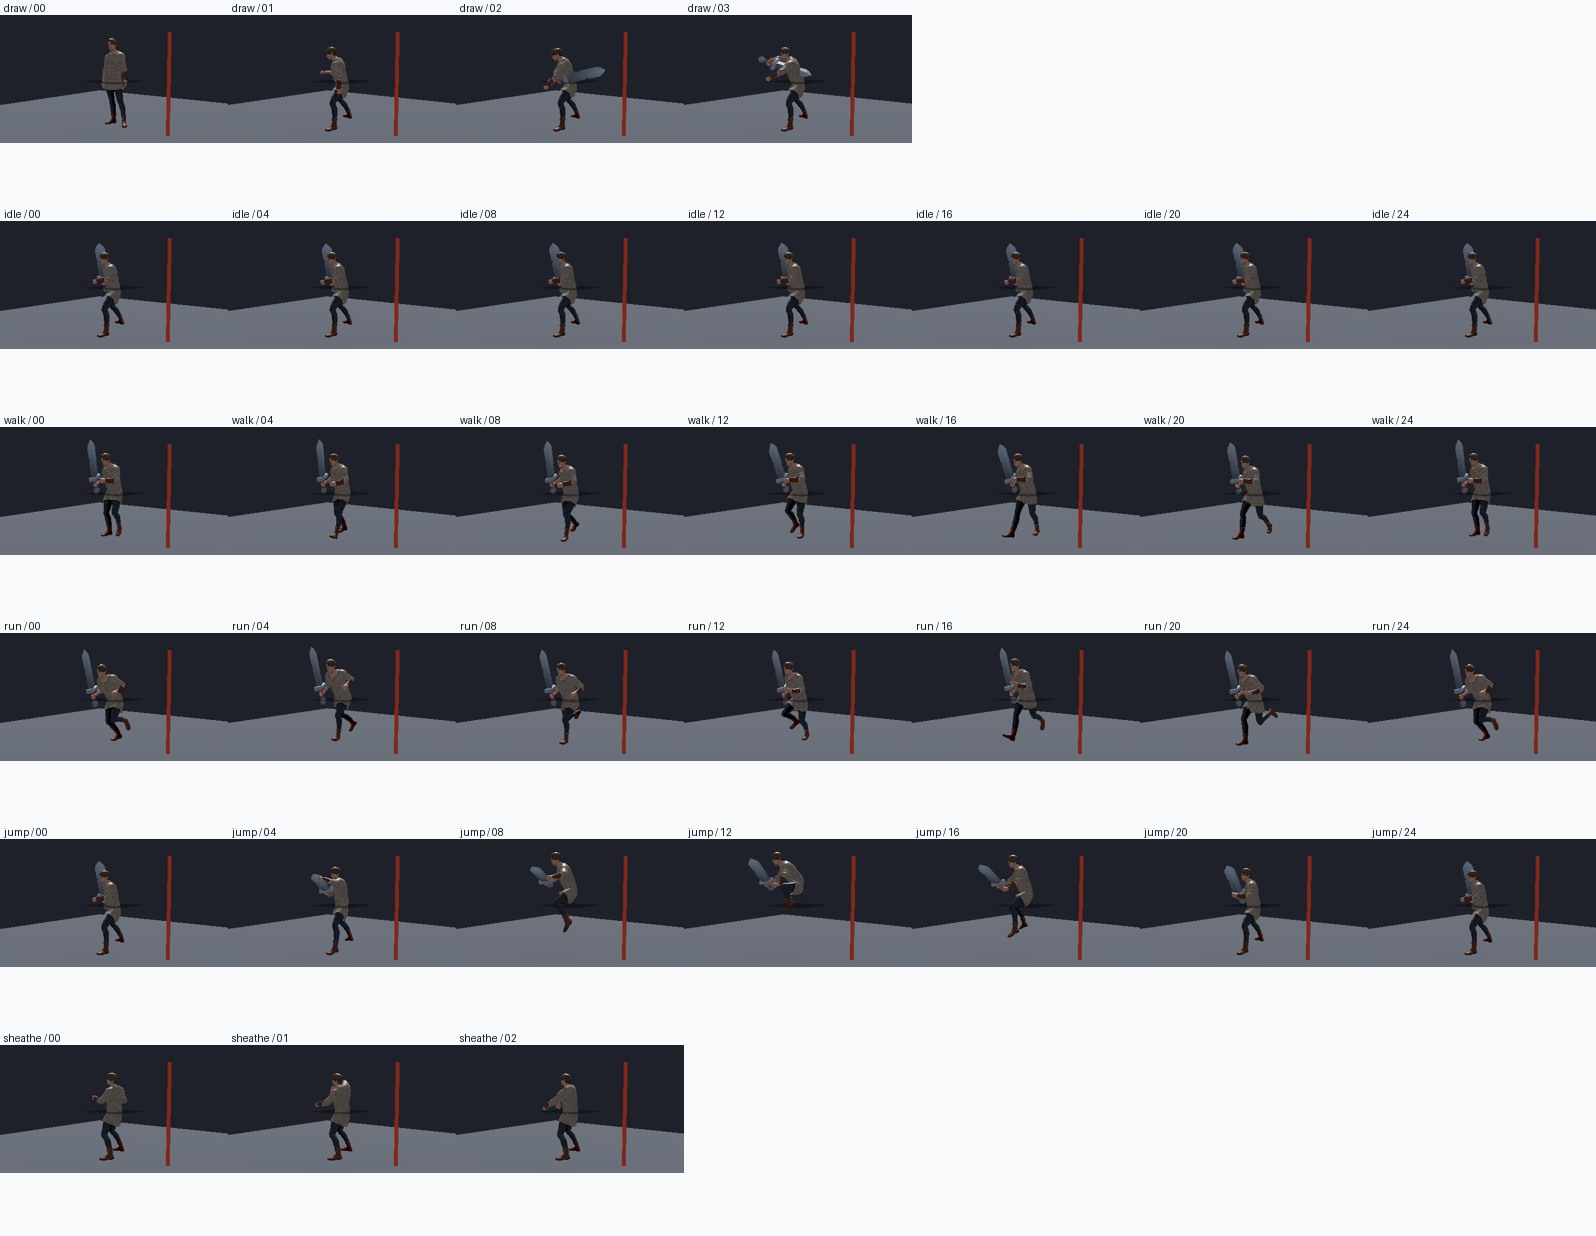 draw/00 draw/01 draw/02 draw/03
idle/00 idle/04 idle/08 idle/12 idle/16 idle/20 idle/24
walk/00 walk/04 walk/08 walk/12 walk/16 walk/20 walk/24
run/00 run/04 run/08 run/12 run/16 run/20 run/24
jump/00 jump/04 jump/08 jump/12 jump/16 jump/20 jump/24
sheathe/00 sheathe/01 sheathe/02